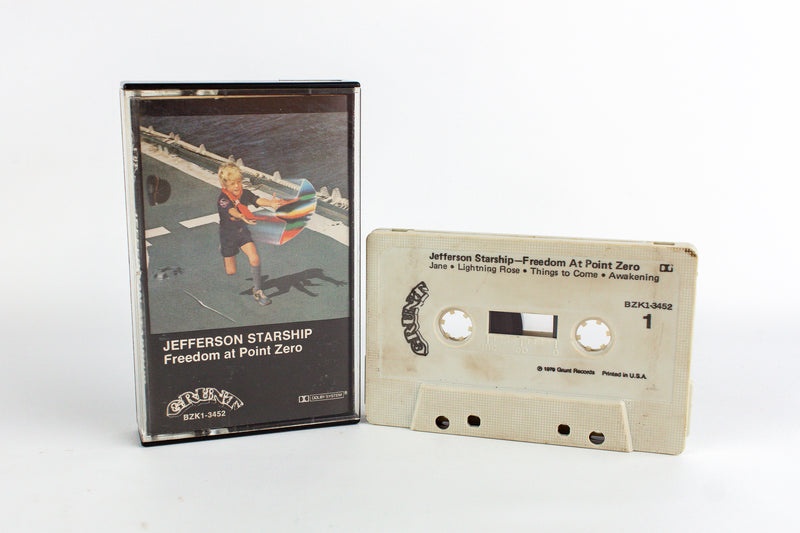 JEFFERSON STARSHIP
Freedom at Point Zero
GRUNT
BZK1-3452
DOLBY SYSTEM
Jefferson Starship—Freedom At Point Zero
Jane • Lightning Rose • Things to Come • Awakening
GRUNT
BZK1-3452
1
℗ 1979 Grunt Records Printed in U.S.A.